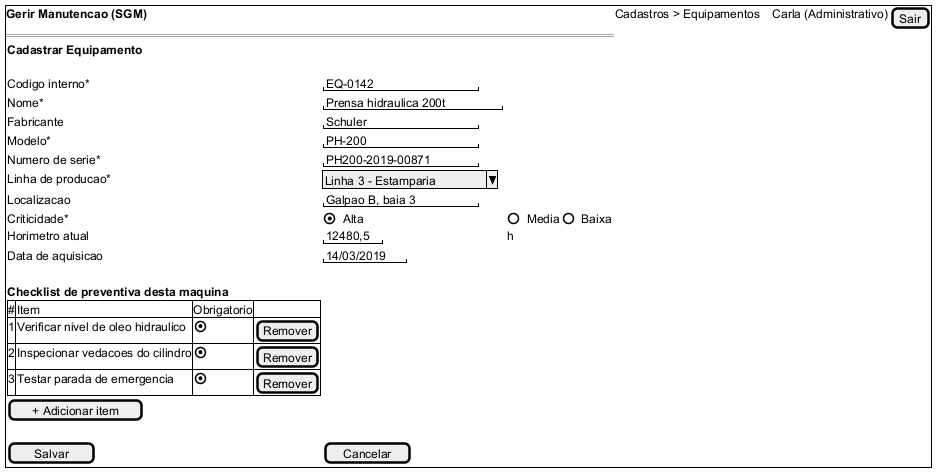 Gerir Manutencao (SGM) Cadastros > Equipamentos Carla (Administrativo) Sair
Cadastrar Equipamento
Codigo interno* EQ-0142
Nome* Prensa hidraulica 200t
Fabricante Schuler
Modelo* PH-200
Numero de serie* PH200-2019-00871
Linha de producao* Linha 3 - Estamparia
Localizacao Galpao B, baia 3
Criticidade* Alta Media Baixa
Horimetro atual 12480,5 h
Data de aquisicao 14/03/2019
Checklist de preventiva desta maquina
# Item Obrigatorio
1 Verificar nivel de oleo hidraulico Remover
2 Inspecionar vedacoes do cilindro Remover
3 Testar parada de emergencia Remover
+ Adicionar item
Salvar Cancelar